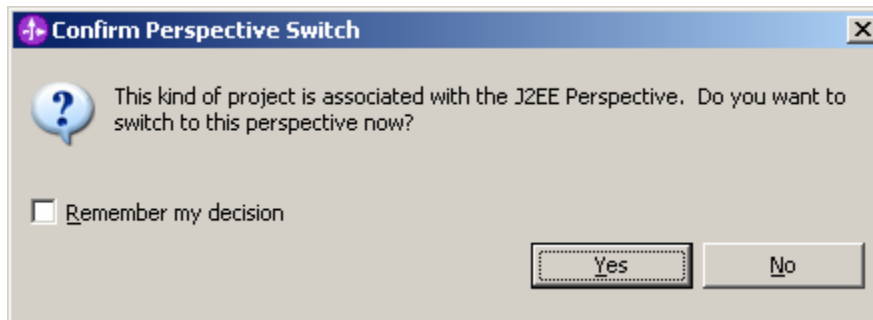 Confirm Perspective Switch
This kind of project is associated with the J2EE Perspective. Do you want to
switch to this perspective now?
Remember my decision
Yes No